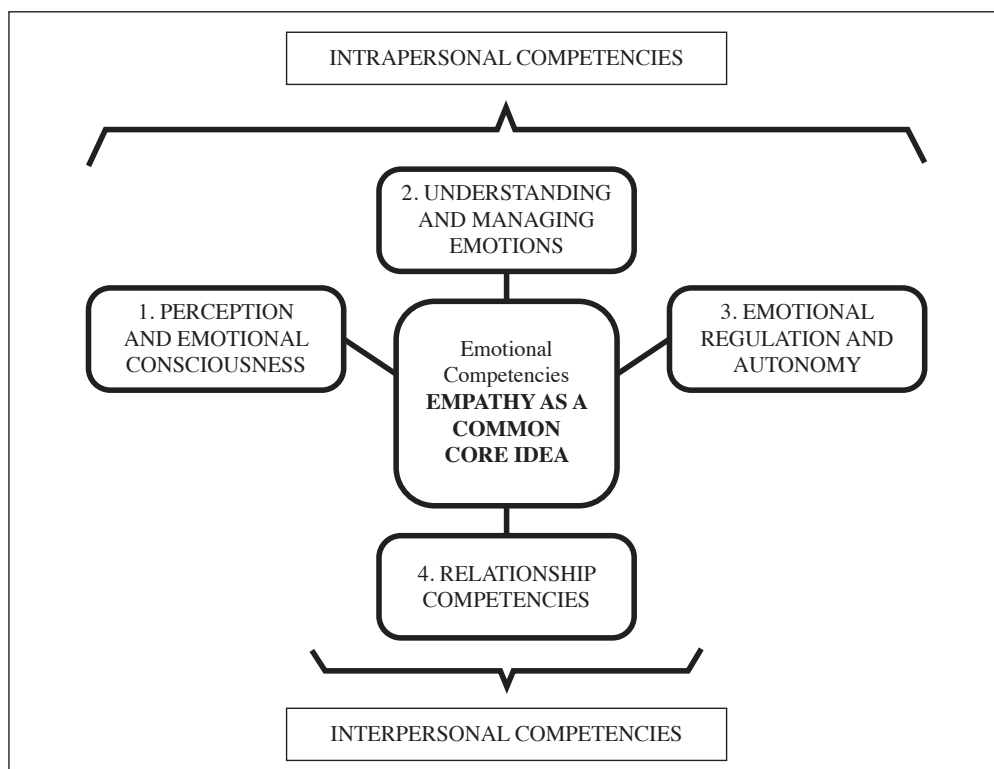 INTRAPERSONAL COMPETENCIES
2. UNDERSTANDING
AND MANAGING
EMOTIONS
1. PERCEPTION
AND EMOTIONAL
CONSCIOUSNESS
Emotional
Competencies
EMPATHY AS A
COMMON
CORE IDEA
3. EMOTIONAL
REGULATION AND
AUTONOMY
4. RELATIONSHIP
COMPETENCIES
INTERPERSONAL COMPETENCIES